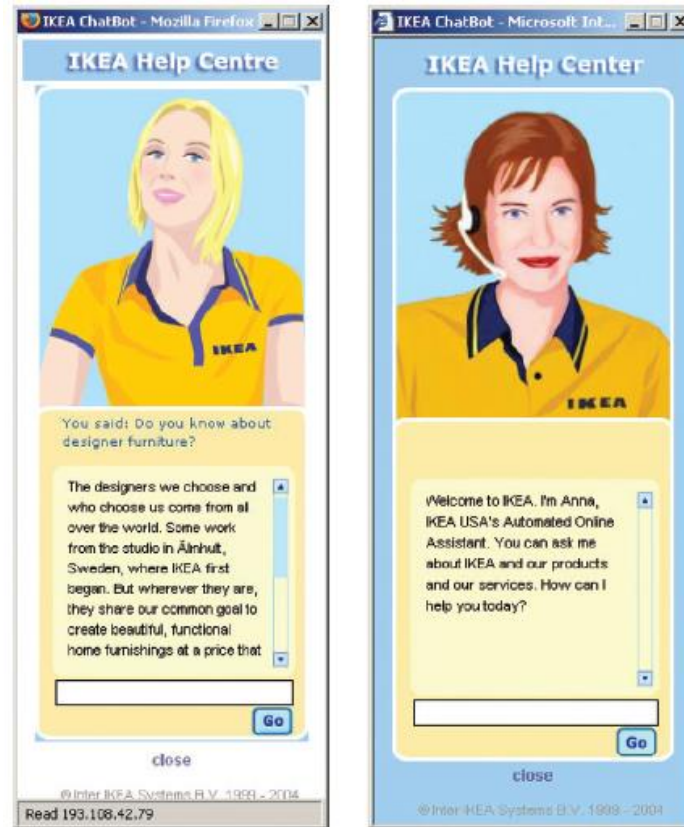 IKEA ChatBot - Mozilla Firefox
IKEA Help Centre
IKEA
You said: Do you know about
designer furniture?
The designers we choose and
who choose us come from all
over the world. Some work
from the studio in Älmhult,
Sweden, where IKEA first
began. But wherever they are,
they share our common goal to
create beautiful, functional
home furnishings at a price that
Go
close
© Inter IKEA Systems B.V. 1999 - 2004
Read 193.108.42.79
IKEA ChatBot - Microsoft Int...
IKEA Help Center
IKEA
Welcome to IKEA. I'm Anna,
IKEA USA's Automated Online
Assistant. You can ask me
about IKEA and our products
and our services. How can I
help you today?
Go
close
© Inter IKEA Systems B.V. 1999 - 2004